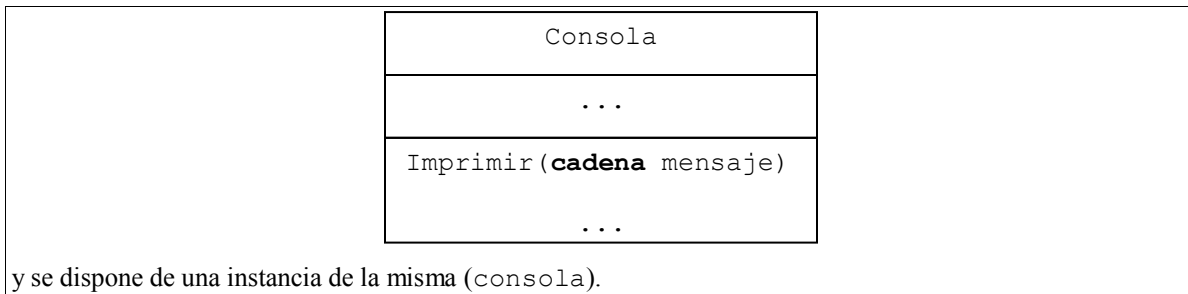 Consola
...
Imprimir(cadena mensaje)
...
y se dispone de una instancia de la misma (consola).